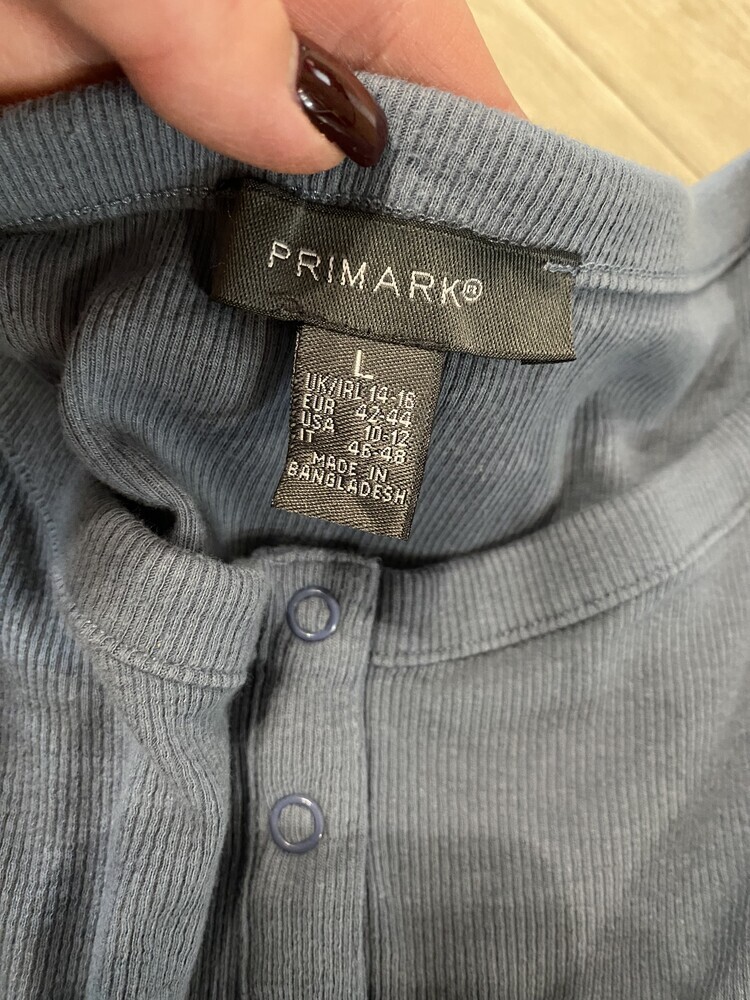 PRIMARK®
L
UK/IRL 14-16
EUR 42-44
USA 10-12
IT 46-48
MADE IN
BANGLADESH